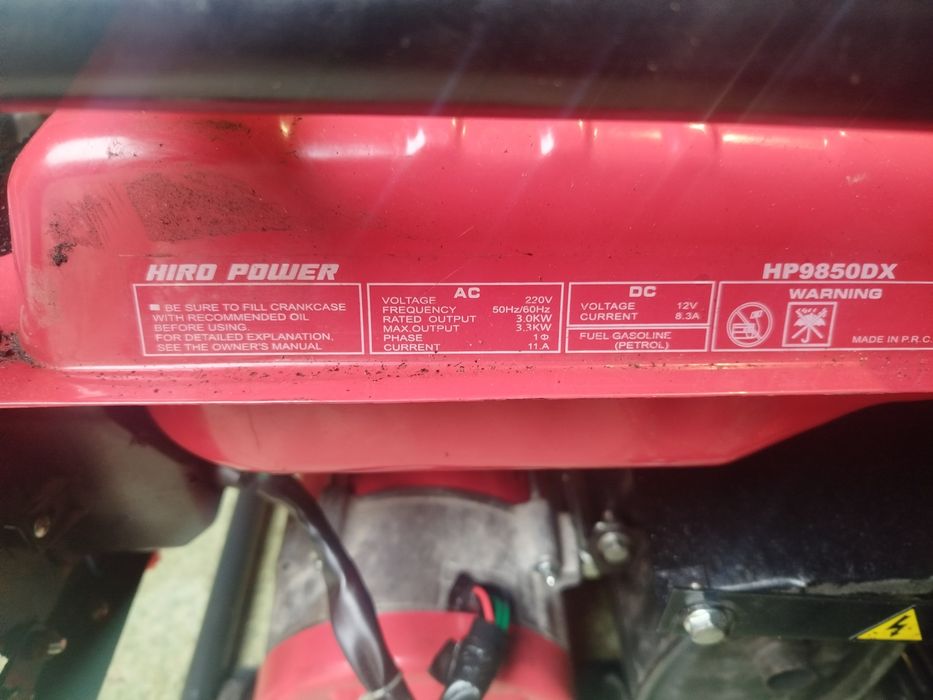 HIRO POWER
HP9850DX
■ BE SURE TO FILL CRANKCASE
WITH RECOMMENDED OIL
BEFORE USING.
FOR DETAILED EXPLANATION,
SEE THE OWNER'S MANUAL
AC
VOLTAGE 220V
FREQUENCY 50Hz/60Hz
RATED OUTPUT 3.0KW
MAX.OUTPUT 3.3KW
PHASE 1Φ
CURRENT 11.A
DC
VOLTAGE 12V
CURRENT 8.3A
FUEL GASOLINE
(PETROL)
WARNING
MADE IN P.R.C.